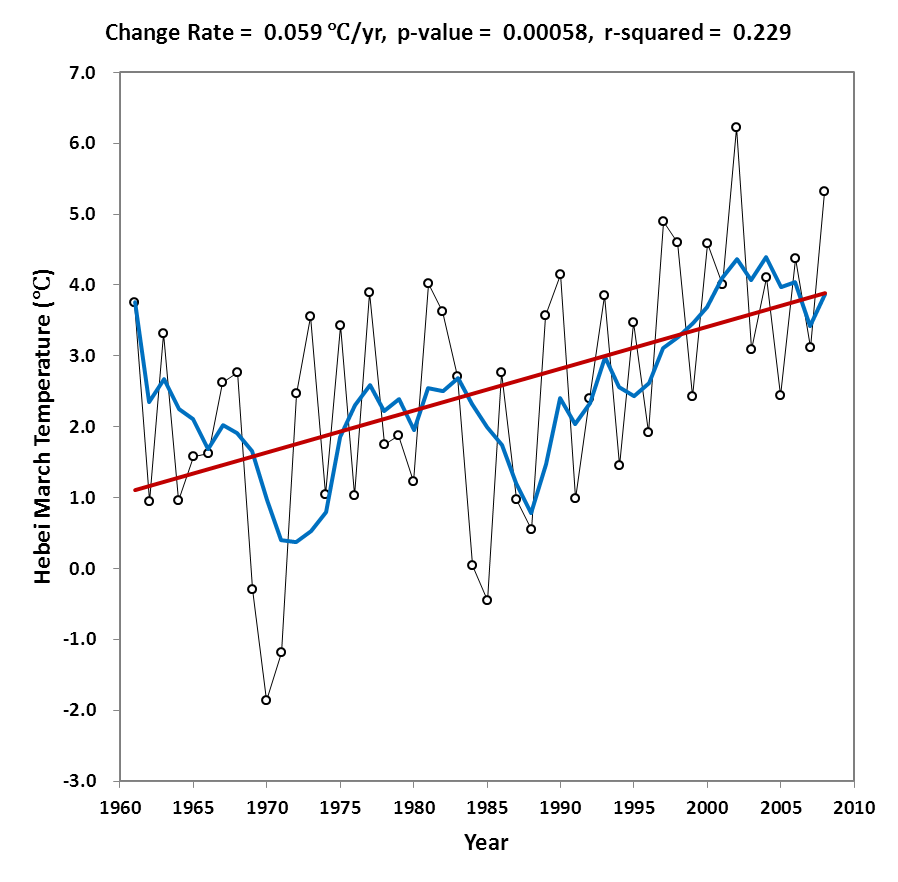 Change Rate = 0.059 ℃/yr, p-value = 0.00058, r-squared = 0.229
7.0
6.0
5.0
4.0
3.0
2.0
1.0
0.0
-1.0
-2.0
-3.0
Hebei March Temperature (℃)
1960 1965 1970 1975 1980 1985 1990 1995 2000 2005 2010
Year